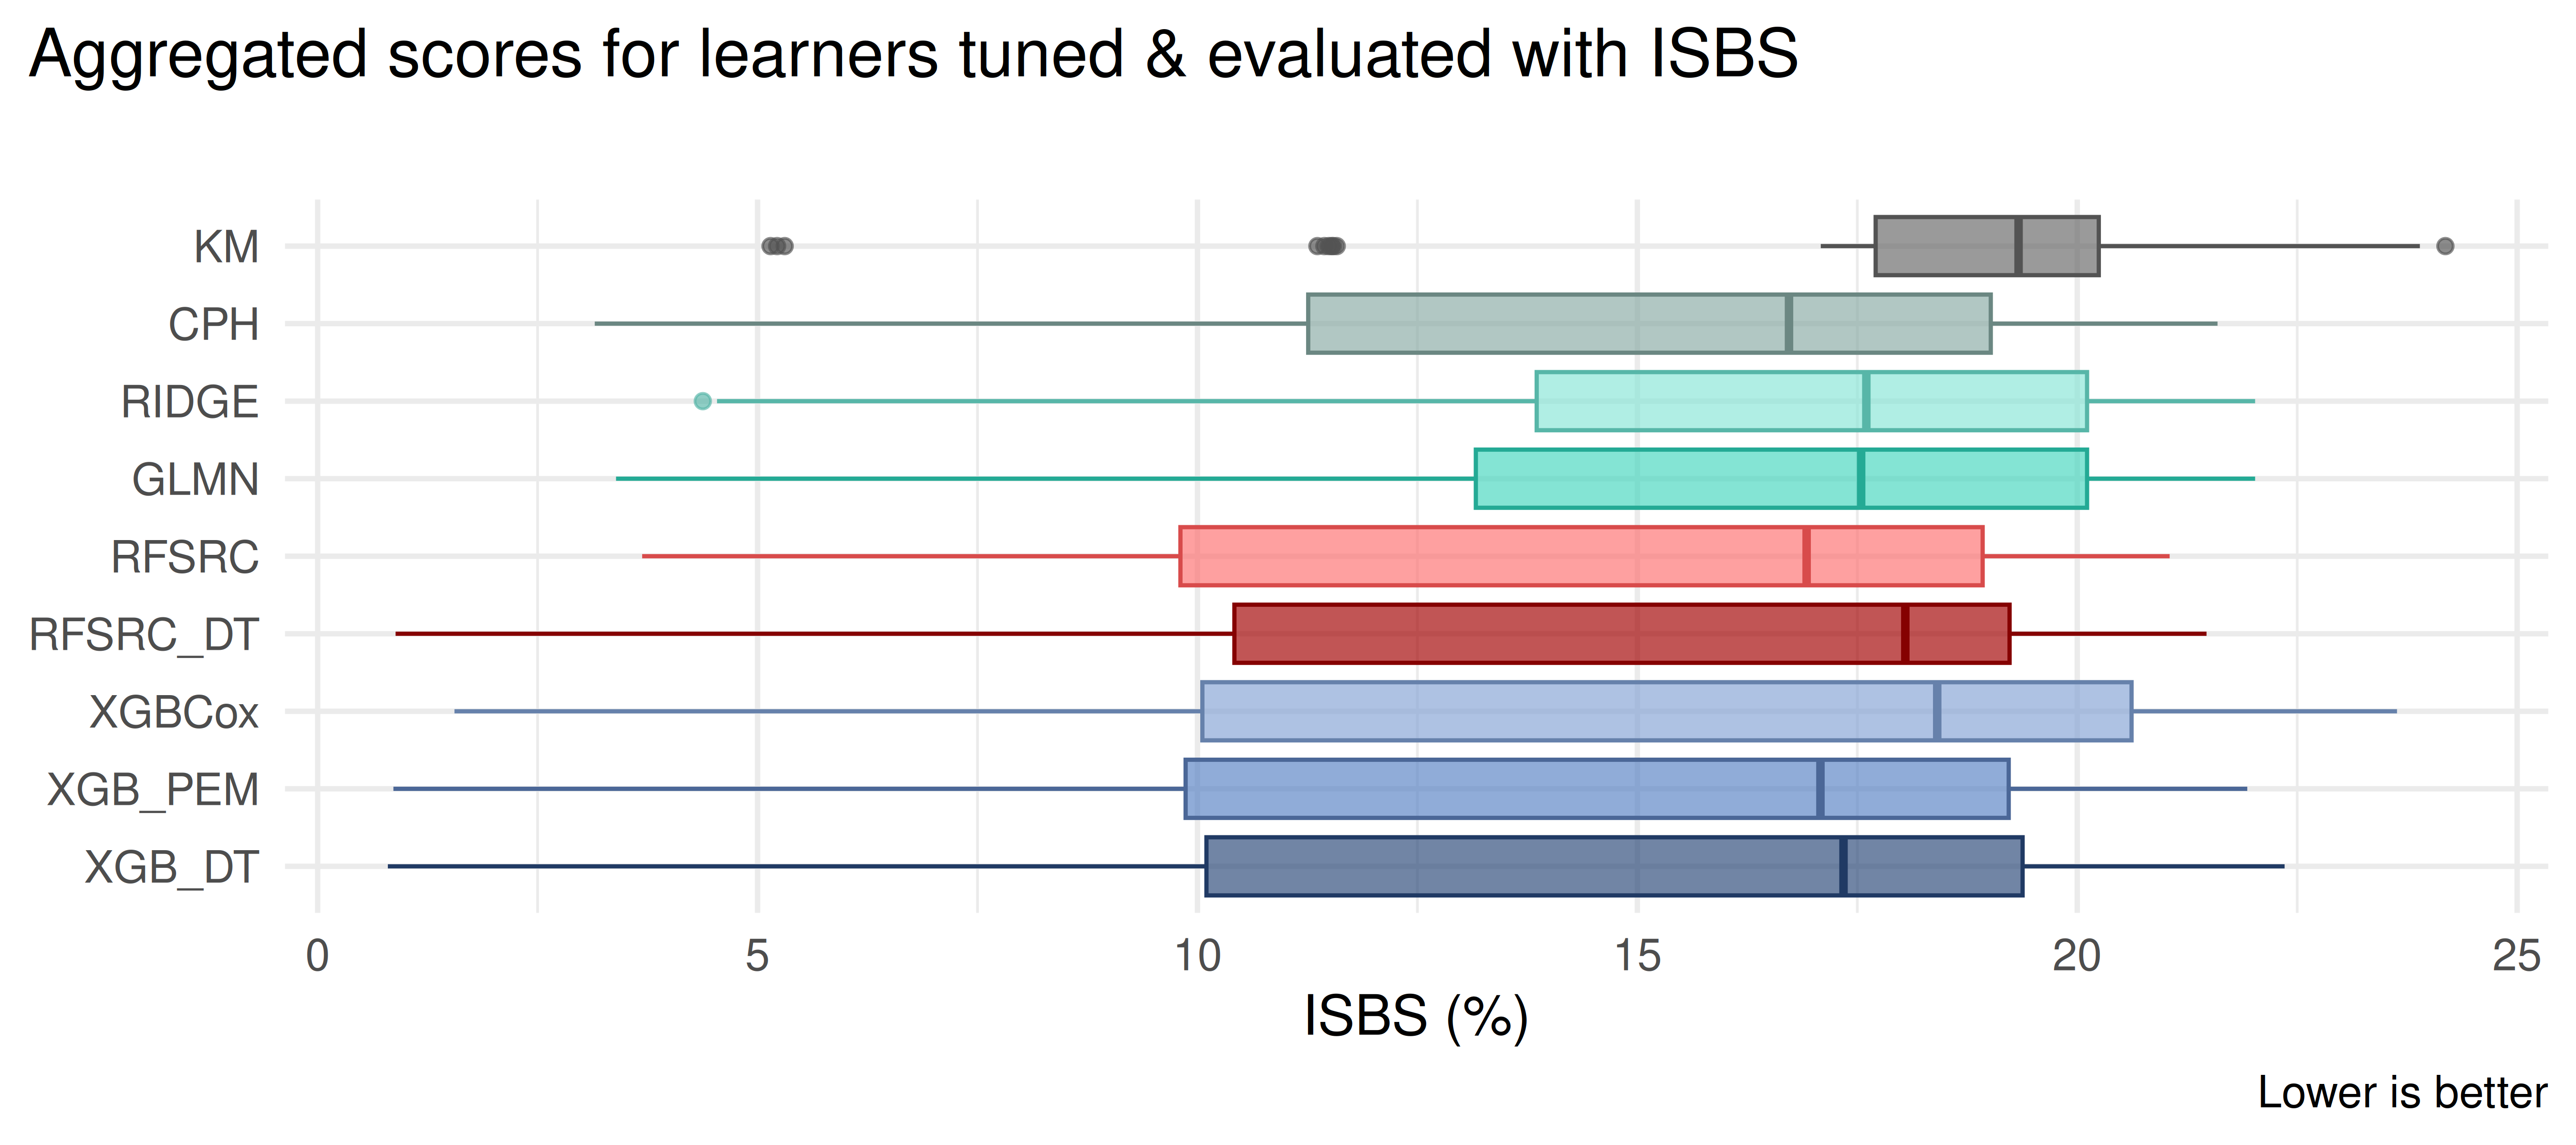 Aggregated scores for learners tuned & evaluated with ISBS
KM
CPH
RIDGE
GLMN
RFSRC
RFSRC_DT
XGBCox
XGB_PEM
XGB_DT
0 5 10 15 20 25
ISBS (%)
Lower is better